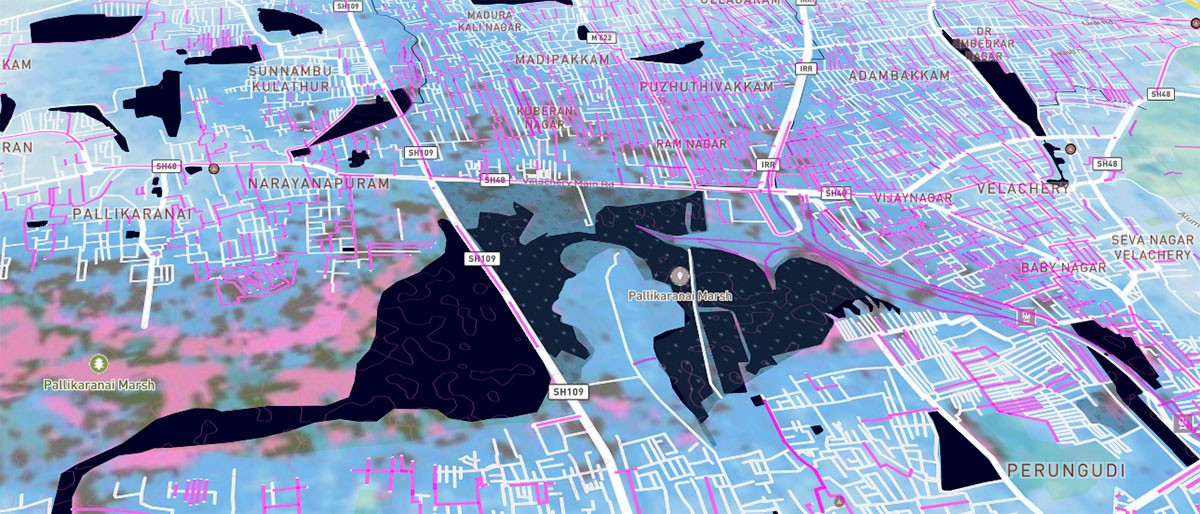 SH109
MADURA
KALI NAGAR
M 622
IRR
DR
AMBEDKAR
NAGAR
KAM
SUNNAMBU
KULATHUR
MADIPAKKAM
PUZHUTHIVAKKAM
IRR
ADAMBAKKAM
SH48
KUBERAN
NAGAR
RAN
SH109
RAM NAGAR
SH48
IRR
SH48
NARAYANAPURAM
SH48
Velachery Main Rd
SH48
VIJAYNAGAR
VELACHERY
PALLIKARANAI
SEVA NAGAR
VELACHERY
SH109
BABY NAGAR
Pallikaranai Marsh
Pallikaranai Marsh
SH109
PERUNGUDI